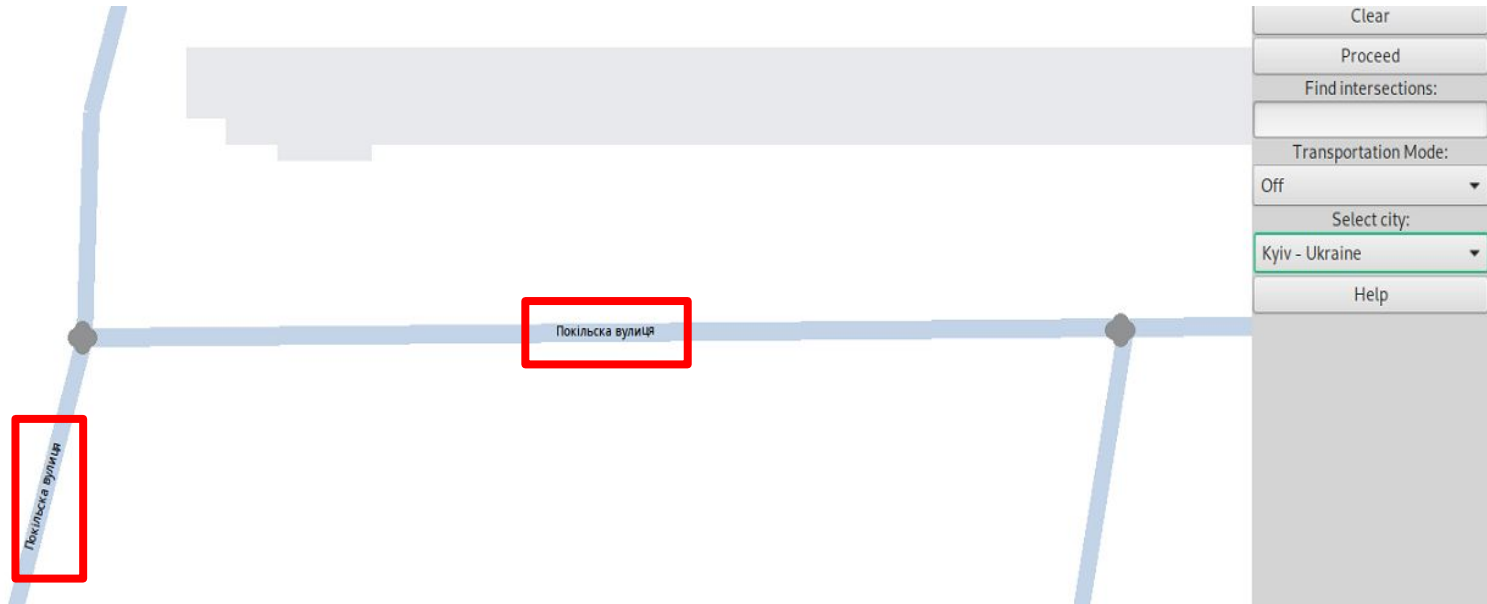 Clear
Proceed
Find intersections:
Transportation Mode:
Off
Select city:
Kyiv - Ukraine
Help
Покільска вулиця
Покільска вулиця